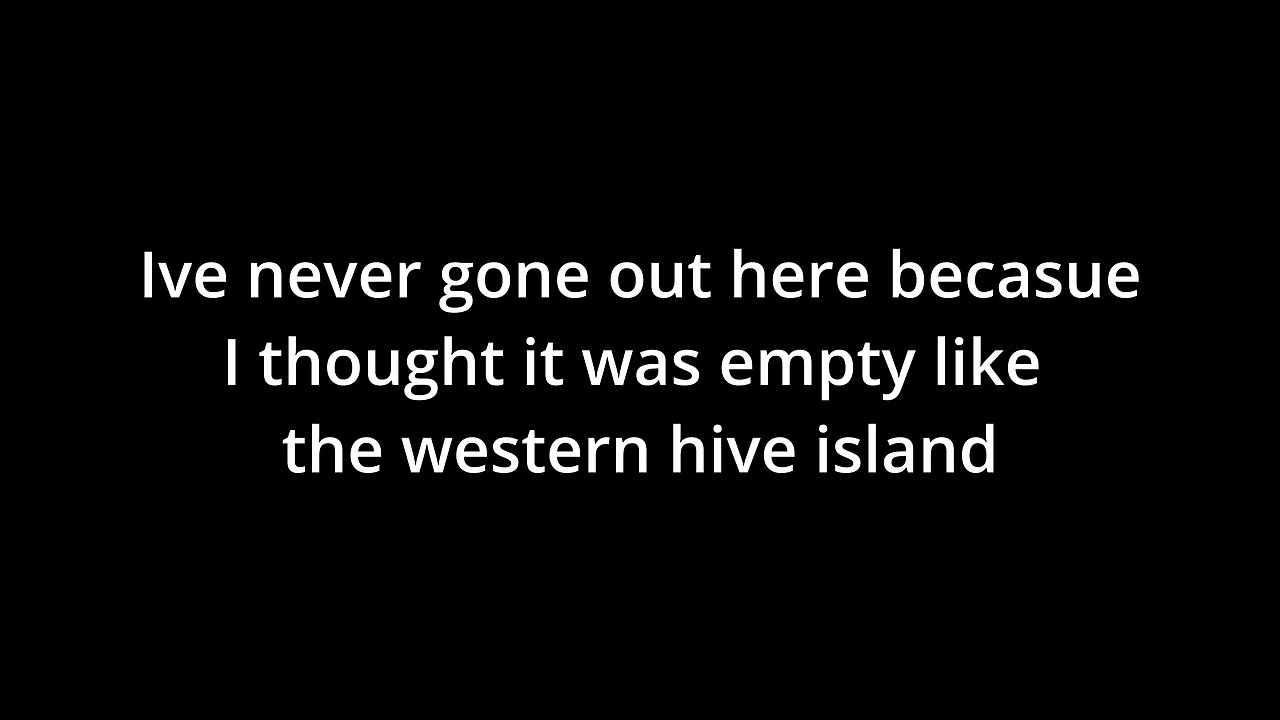 Ive never gone out here becasue
I thought it was empty like
the western hive island